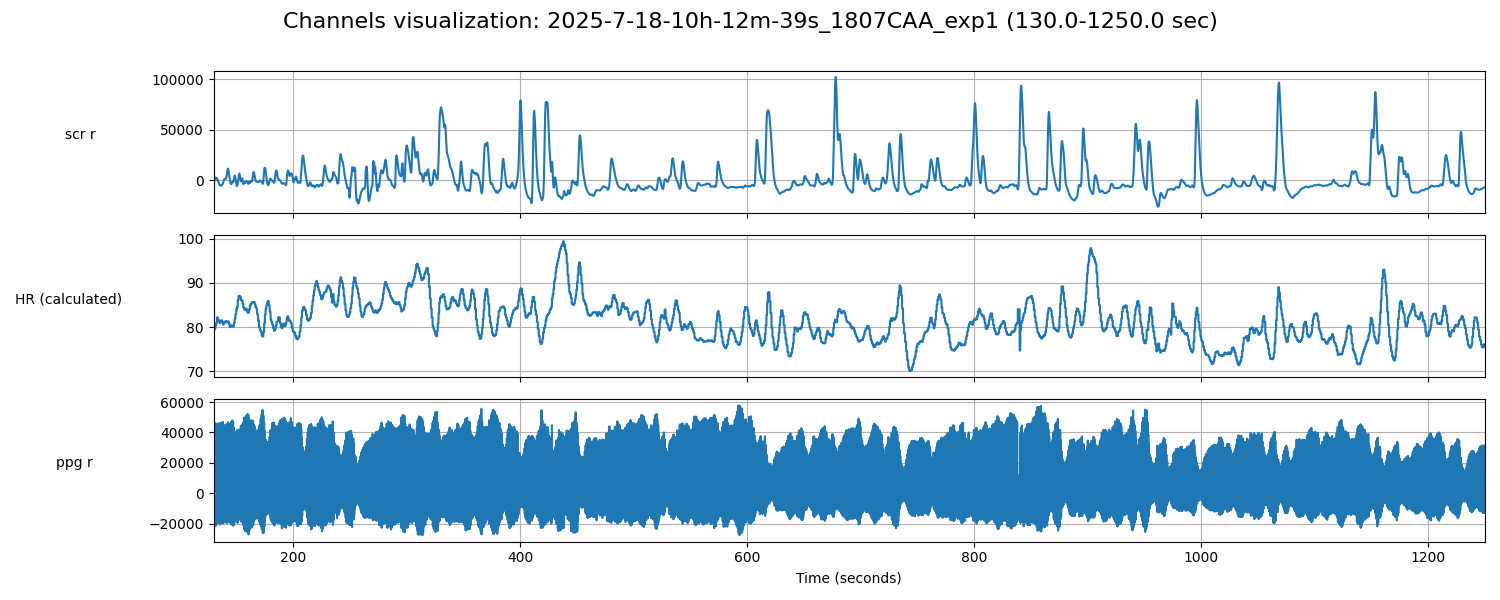 Channels visualization: 2025-7-18-10h-12m-39s_1807CAA_exp1 (130.0-1250.0 sec)
100000
50000
0
scr r
100
90
80
70
HR (calculated)
60000
40000
20000
0
−20000
ppg r
200 400 600 800 1000 1200
Time (seconds)